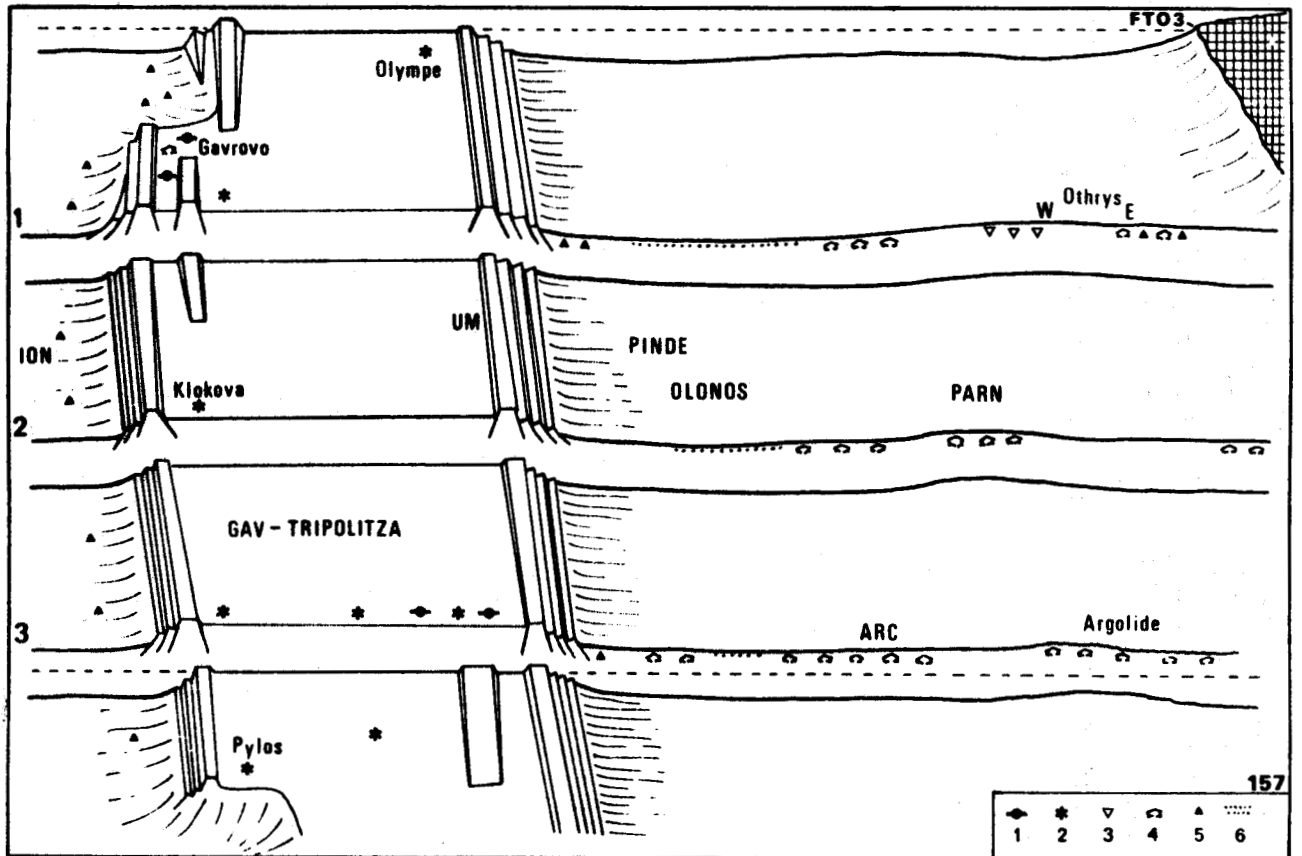 FTO3
Olympe
Gavrovo
1
Othrys
W E
ION
UM
PINDE
Klokova
OLONOS PARN
2
GAV - TRIPOLITZA
3
ARC Argolide
Pylos
157
1 2 3 4 5 6